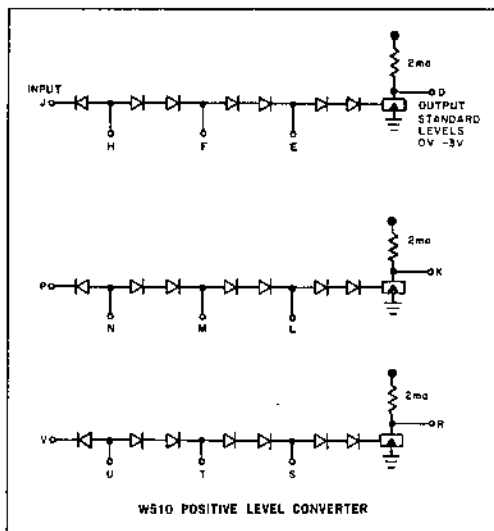 2ma
INPUT
J
D
OUTPUT
STANDARD
LEVELS
0V -3V
H
F
E
2ma
P
K
N
M
L
2ma
V
R
U
T
S
W510 POSITIVE LEVEL CONVERTER